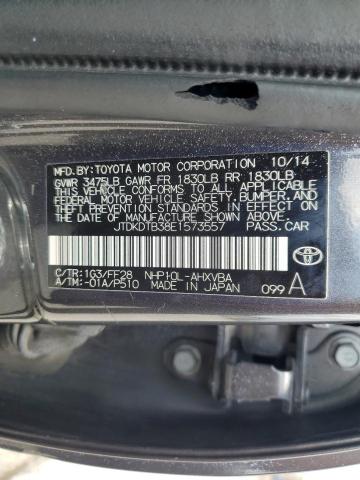 MFD. BY: TOYOTA MOTOR CORPORATION 10/14
GVWR 3475LB GAWR FR 1830LB RR 1830LB
THIS VEHICLE CONFORMS TO ALL APPLICABLE
FEDERAL MOTOR VEHICLE SAFETY, BUMPER, AND
THEFT PREVENTION STANDARDS IN EFFECT ON
THE DATE OF MANUFACTURE SHOWN ABOVE.
JTDKDTB38E1573557 PASS. CAR
C/TR: 1G3/FF28 NHP10L-AHXVBA
A/TM: -01A/P510 MADE IN JAPAN 099 A